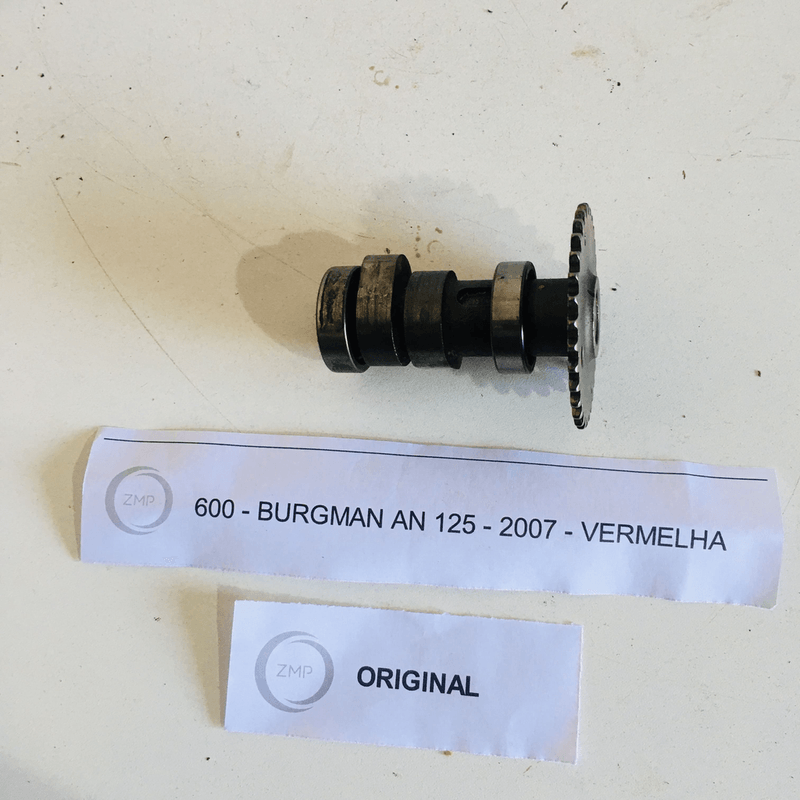 ZMP
600 - BURGMAN AN 125 - 2007 - VERMELHA
ZMP
ORIGINAL